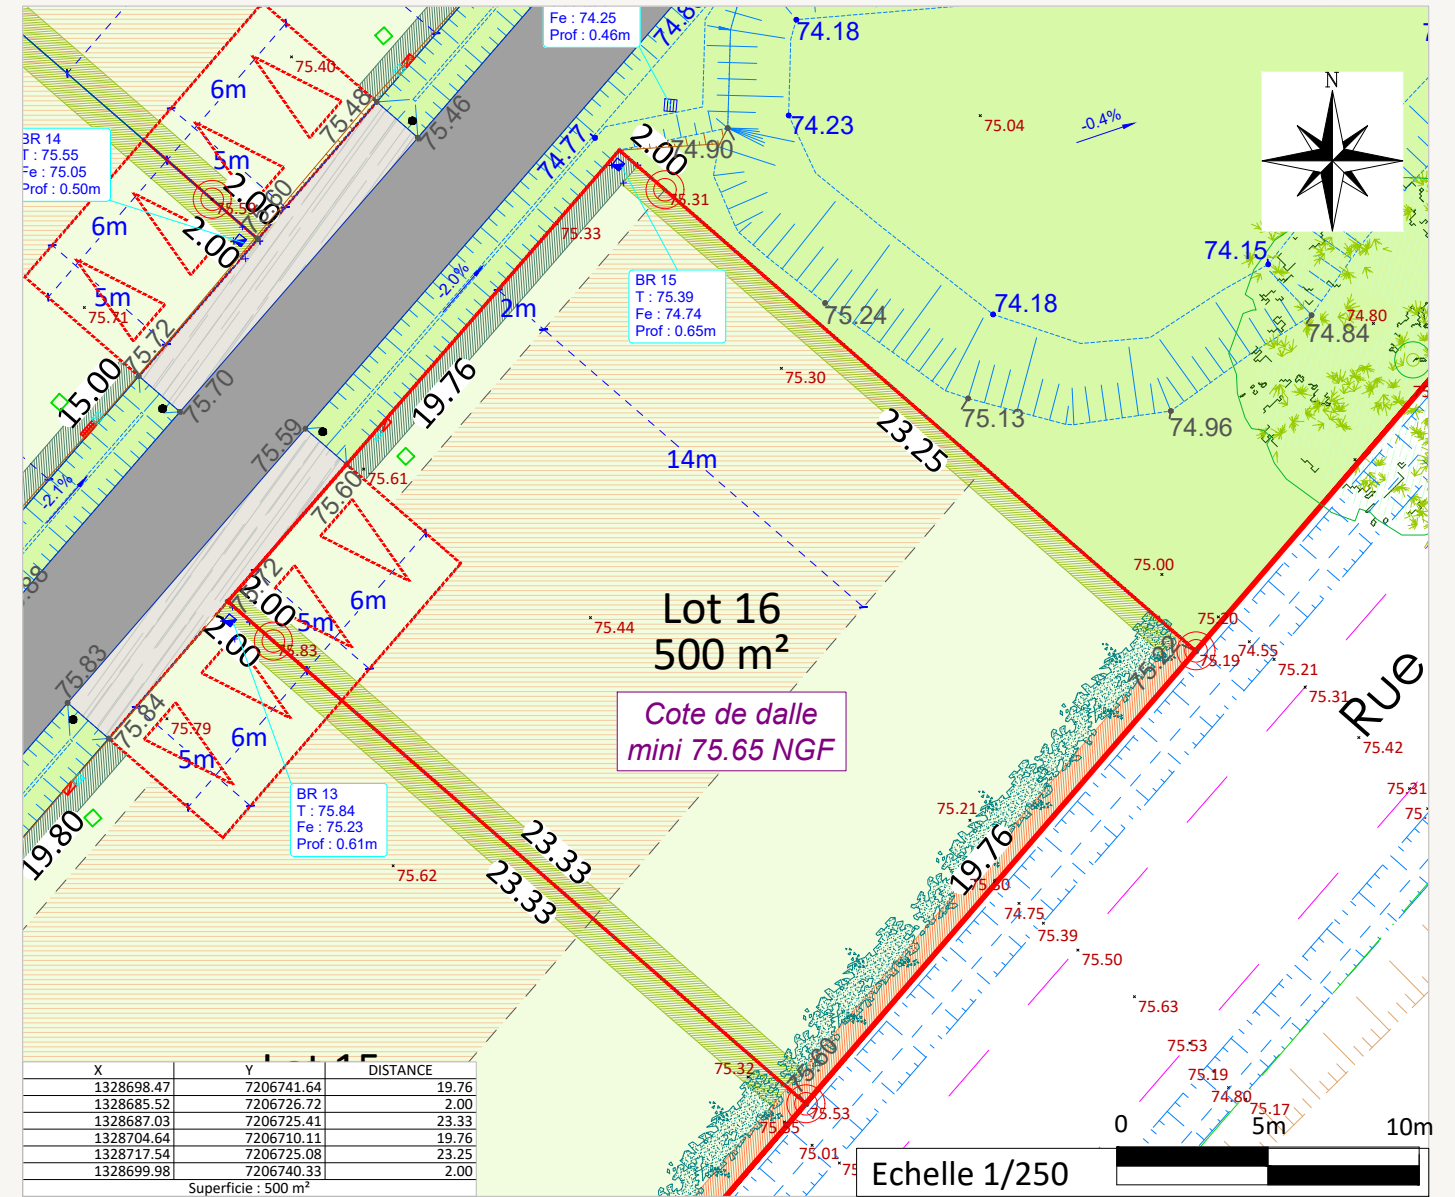 Fe : 74.25
Prof : 0.46m
74.18
N
75.40
6m
75.48
75.46
74.77
74.23
75.04
-0.4%
BR 14
T : 75.55
Fe : 75.05
Prof : 0.50m
5m
2.00
2.00
6m
5m
75.71
75.72
15.00
75.70
-2.1%
-2.0%
2.00
74.90
75.31
75.33
BR 15
T : 75.39
Fe : 74.74
Prof : 0.65m
2m
19.76
75.24
74.18
74.15
74.80
74.84
75.30
75.13
74.96
23.25
75.59
75.60
75.61
14m
75.00
75.20
75.19
74.55
75.21
75.31
75.42
Rue
Lot 16
500 m²
75.44
Cote de dalle
mini 75.65 NGF
2.00
2.00
5m
6m
75.83
75.83
75.84
75.79
6m
5m
BR 13
T : 75.84
Fe : 75.23
Prof : 0.61m
19.80
23.33
23.33
75.62
75.21
19.76
74.75
75.39
75.50
75.63
75.53
75.19
74.80
75.17
75.31
75.32
75.60
75.53
75.01
Lot 15
X Y DISTANCE
1328698.47 7206741.64 19.76
1328685.52 7206726.72 2.00
1328687.03 7206725.41 23.33
1328704.64 7206710.11 19.76
1328717.54 7206725.08 23.25
1328699.98 7206740.33 2.00
Superficie : 500 m²
Echelle 1/250
0 5m 10m